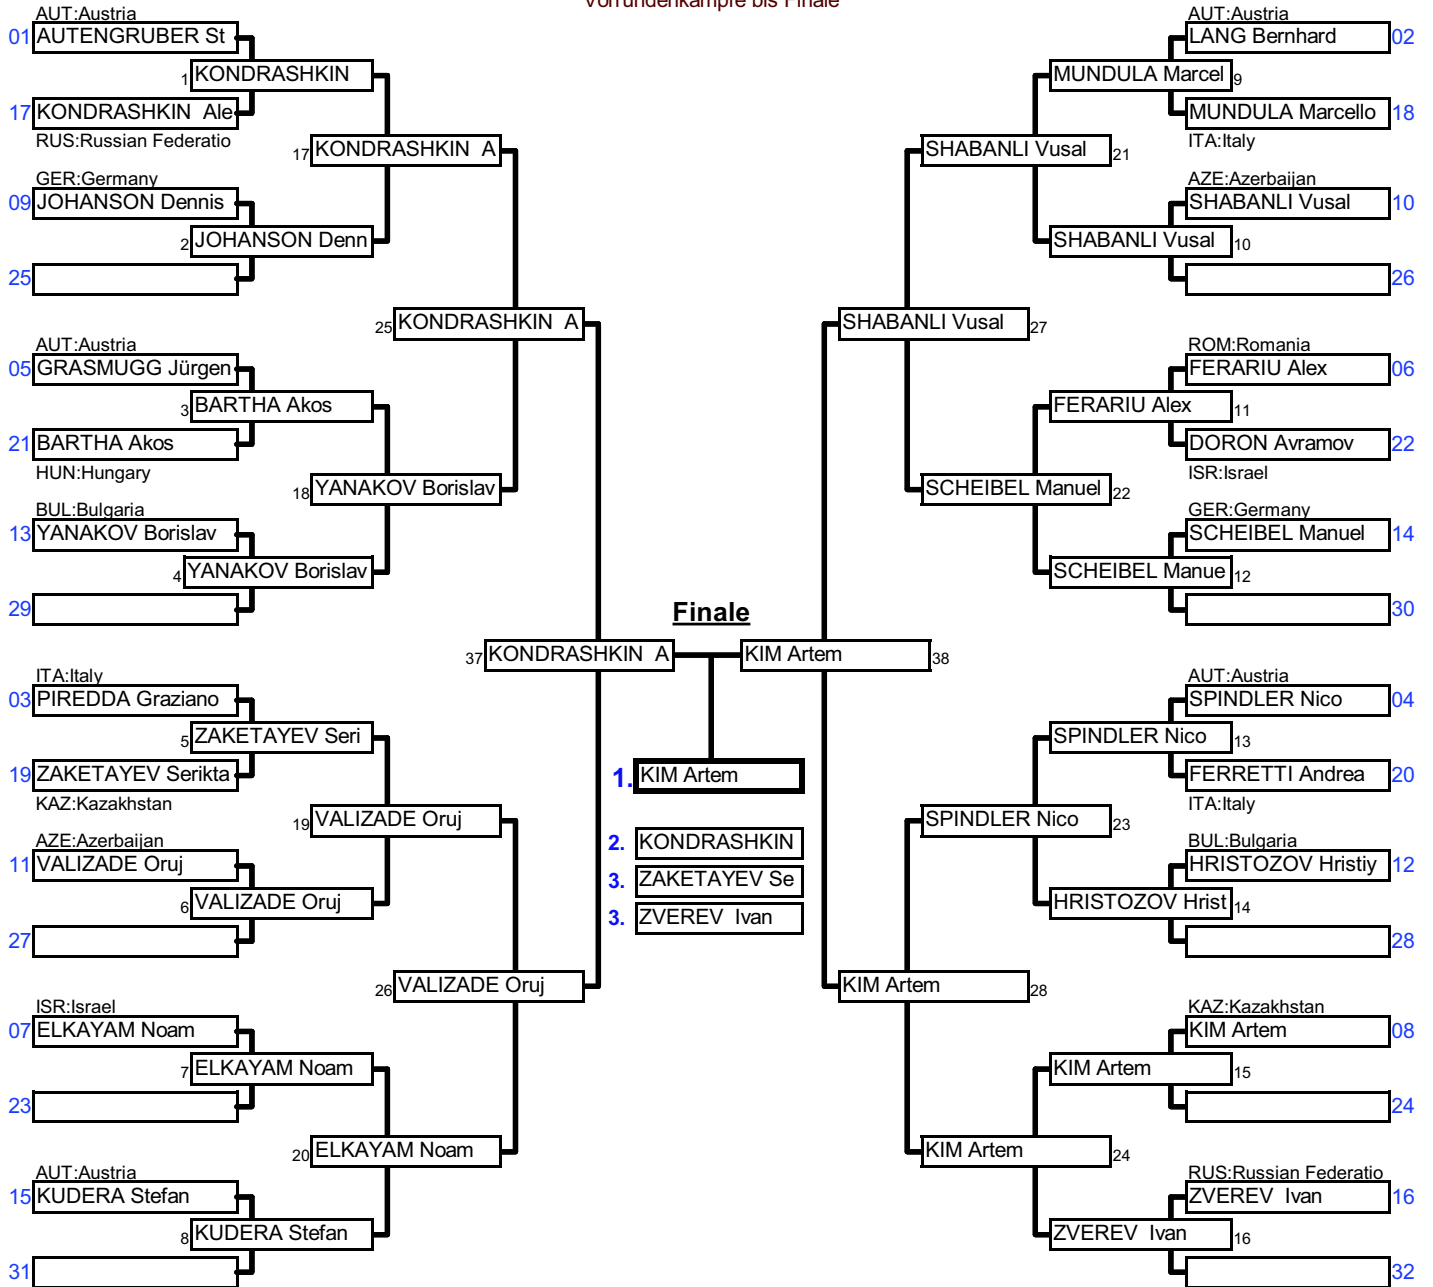 Vorrundenkämpfe bis Finale
AUT:Austria
01 AUTENGRUBER St
1 KONDRASHKIN
17 KONDRASHKIN Ale
RUS:Russian Federatio
17 KONDRASHKIN A
GER:Germany
09 JOHANSON Dennis
2 JOHANSON Denn
25
25 KONDRASHKIN A
AUT:Austria
05 GRASMUGG Jürgen
3 BARTHA Akos
21 BARTHA Akos
HUN:Hungary
18 YANAKOV Borislav
BUL:Bulgaria
13 YANAKOV Borislav
4 YANAKOV Borislav
29
37 KONDRASHKIN A
ITA:Italy
03 PIREDDA Graziano
5 ZAKETAYEV Seri
19 ZAKETAYEV Serikta
KAZ:Kazakhstan
19 VALIZADE Oruj
AZE:Azerbaijan
11 VALIZADE Oruj
6 VALIZADE Oruj
27
26 VALIZADE Oruj
ISR:Israel
07 ELKAYAM Noam
7 ELKAYAM Noam
23
20 ELKAYAM Noam
AUT:Austria
15 KUDERA Stefan
8 KUDERA Stefan
31
Finale
1. KIM Artem
2. KONDRASHKIN
3. ZAKETAYEV Se
3. ZVEREV Ivan
AUT:Austria
LANG Bernhard 02
MUNDULA Marcel 9
MUNDULA Marcello 18
ITA:Italy
SHABANLI Vusal 21
AZE:Azerbaijan
SHABANLI Vusal 10
SHABANLI Vusal 10
26
SHABANLI Vusal 27
ROM:Romania
FERARIU Alex 06
FERARIU Alex 11
DORON Avramov 22
ISR:Israel
SCHEIBEL Manuel 22
GER:Germany
SCHEIBEL Manuel 14
SCHEIBEL Manue 12
30
KIM Artem 38
AUT:Austria
SPINDLER Nico 04
SPINDLER Nico 13
FERRETTI Andrea 20
ITA:Italy
SPINDLER Nico 23
BUL:Bulgaria
HRISTOZOV Hristiy 12
HRISTOZOV Hrist 14
28
KIM Artem 28
KAZ:Kazakhstan
KIM Artem 08
KIM Artem 15
24
KIM Artem 24
RUS:Russian Federatio
ZVEREV Ivan 16
ZVEREV Ivan 16
32